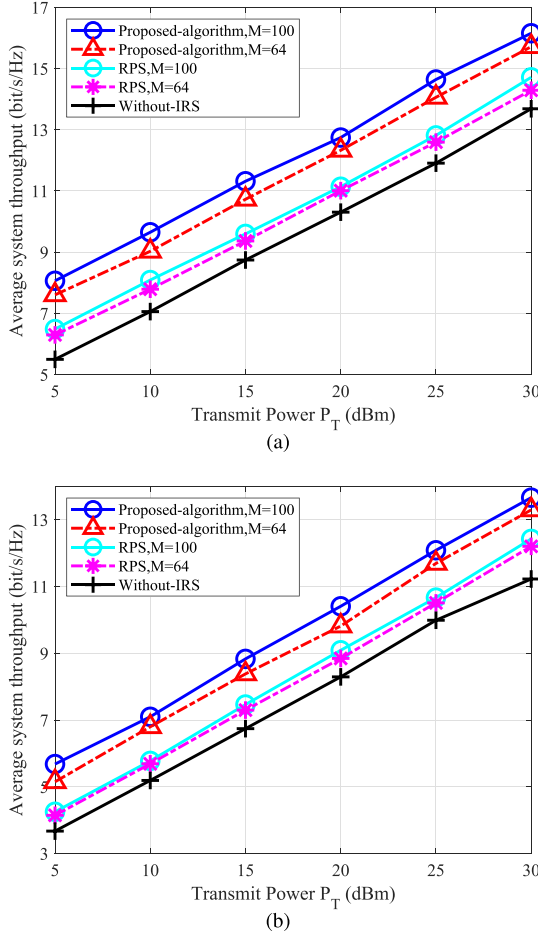 17
15
13
11
9
7
5
Average system throughput (bit/s/Hz)
Proposed-algorithm,M=100
Proposed-algorithm,M=64
RPS,M=100
RPS,M=64
Without-IRS
5 10 15 20 25 30
Transmit Power P_T (dBm)
(a)
13
11
9
7
5
3
Average system throughput (bit/s/Hz)
Proposed-algorithm,M=100
Proposed-algorithm,M=64
RPS,M=100
RPS,M=64
Without-IRS
5 10 15 20 25 30
Transmit Power P_T (dBm)
(b)